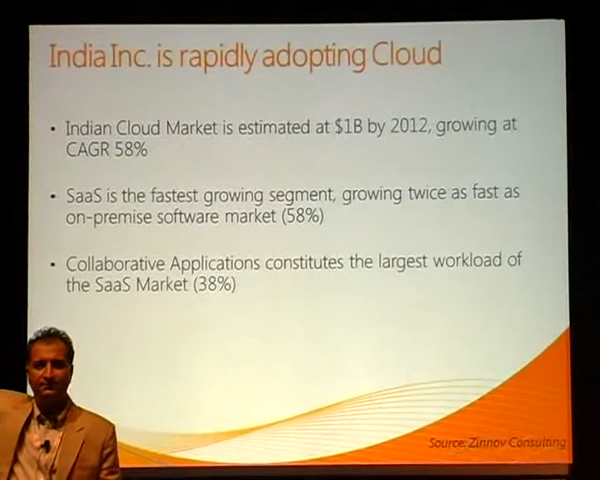 India Inc. is rapidly adopting Cloud
• Indian Cloud Market is estimated at $1B by 2012, growing at
CAGR 58%
• SaaS is the fastest growing segment, growing twice as fast as
on-premise software market (58%)
• Collaborative Applications constitutes the largest workload of
the SaaS Market (38%)
Source: Zinnov Consulting